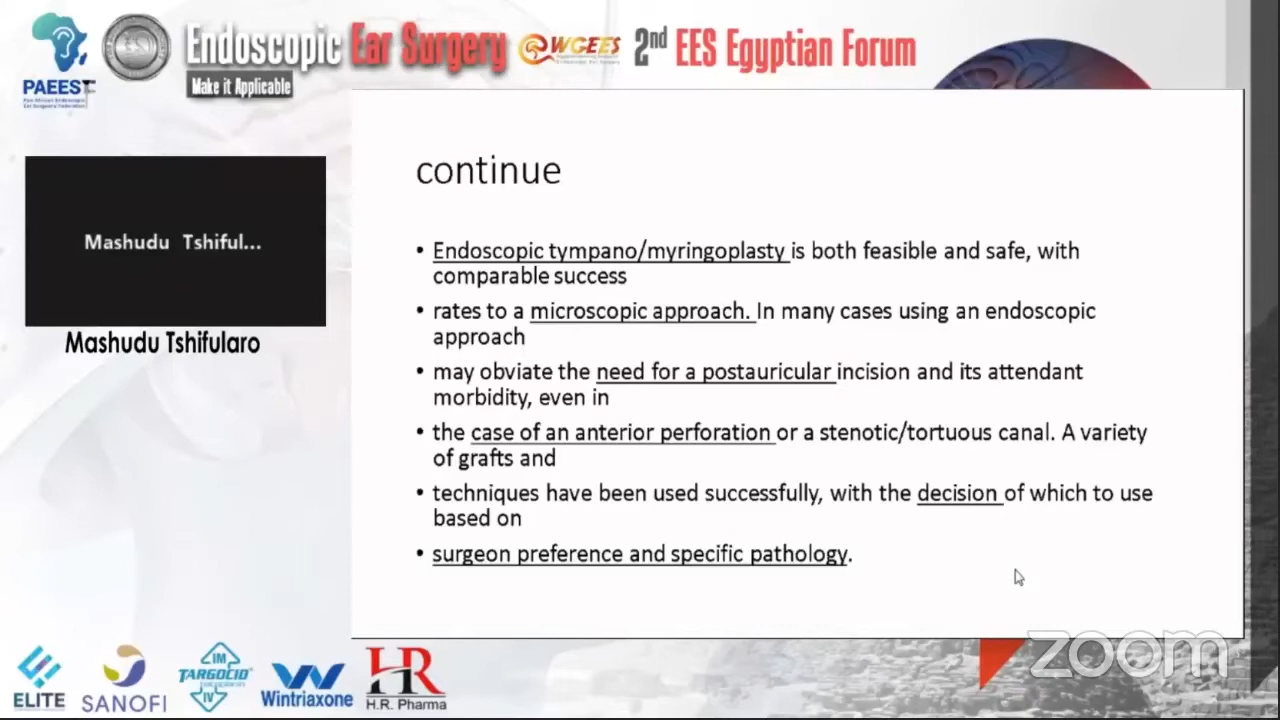 PAEES
Endoscopic Ear Surgery
Make it Applicable
WGEES
2nd EES Egyptian Forum
Mashudu Tshiful...
Mashudu Tshifularo
continue
• Endoscopic tympano/myringoplasty is both feasible and safe, with
comparable success
• rates to a microscopic approach. In many cases using an endoscopic
approach
• may obviate the need for a postauricular incision and its attendant
morbidity, even in
• the case of an anterior perforation or a stenotic/tortuous canal. A variety
of grafts and
• techniques have been used successfully, with the decision of which to use
based on
• surgeon preference and specific pathology.
ELITE
SANOFI
IM
TARGOCID
IV
Wintriaxone
HR
H.R. Pharma
zoom